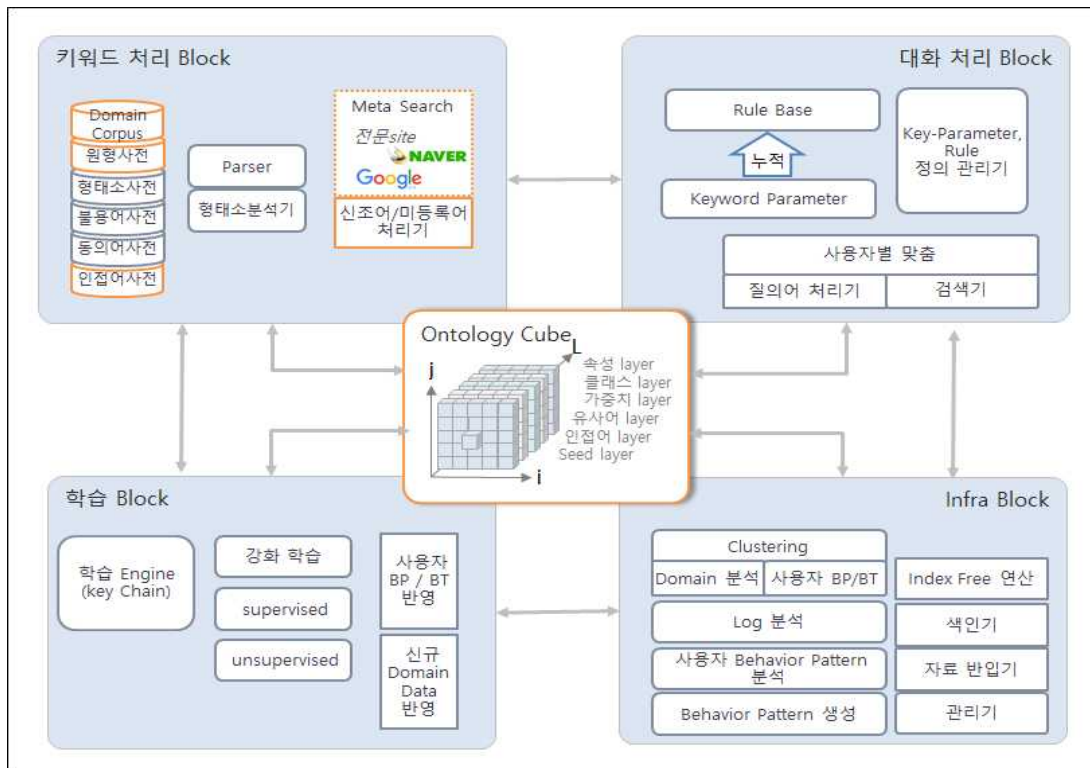 키워드 처리 Block
Domain
Corpus
원형사전
형태소사전
불용어사전
동의어사전
인접어사전
Parser
형태소분석기
Meta Search
전문site
NAVER
Google
신조어/미등록어
처리기
대화 처리 Block
Rule Base
누적
Keyword Parameter
Key-Parameter,
Rule
정의 관리기
사용자별 맞춤
질의어 처리기
검색기
Ontology Cube
L
j
i
속성 layer
클래스 layer
가중치 layer
유사어 layer
인접어 layer
Seed layer
학습 Block
학습 Engine
(key Chain)
강화 학습
supervised
unsupervised
사용자
BP / BT
반영
신규
Domain
Data
반영
Infra Block
Clustering
Domain 분석
사용자 BP/BT
Log 분석
사용자 Behavior Pattern
분석
Behavior Pattern 생성
Index Free 연산
색인기
자료 반입기
관리기